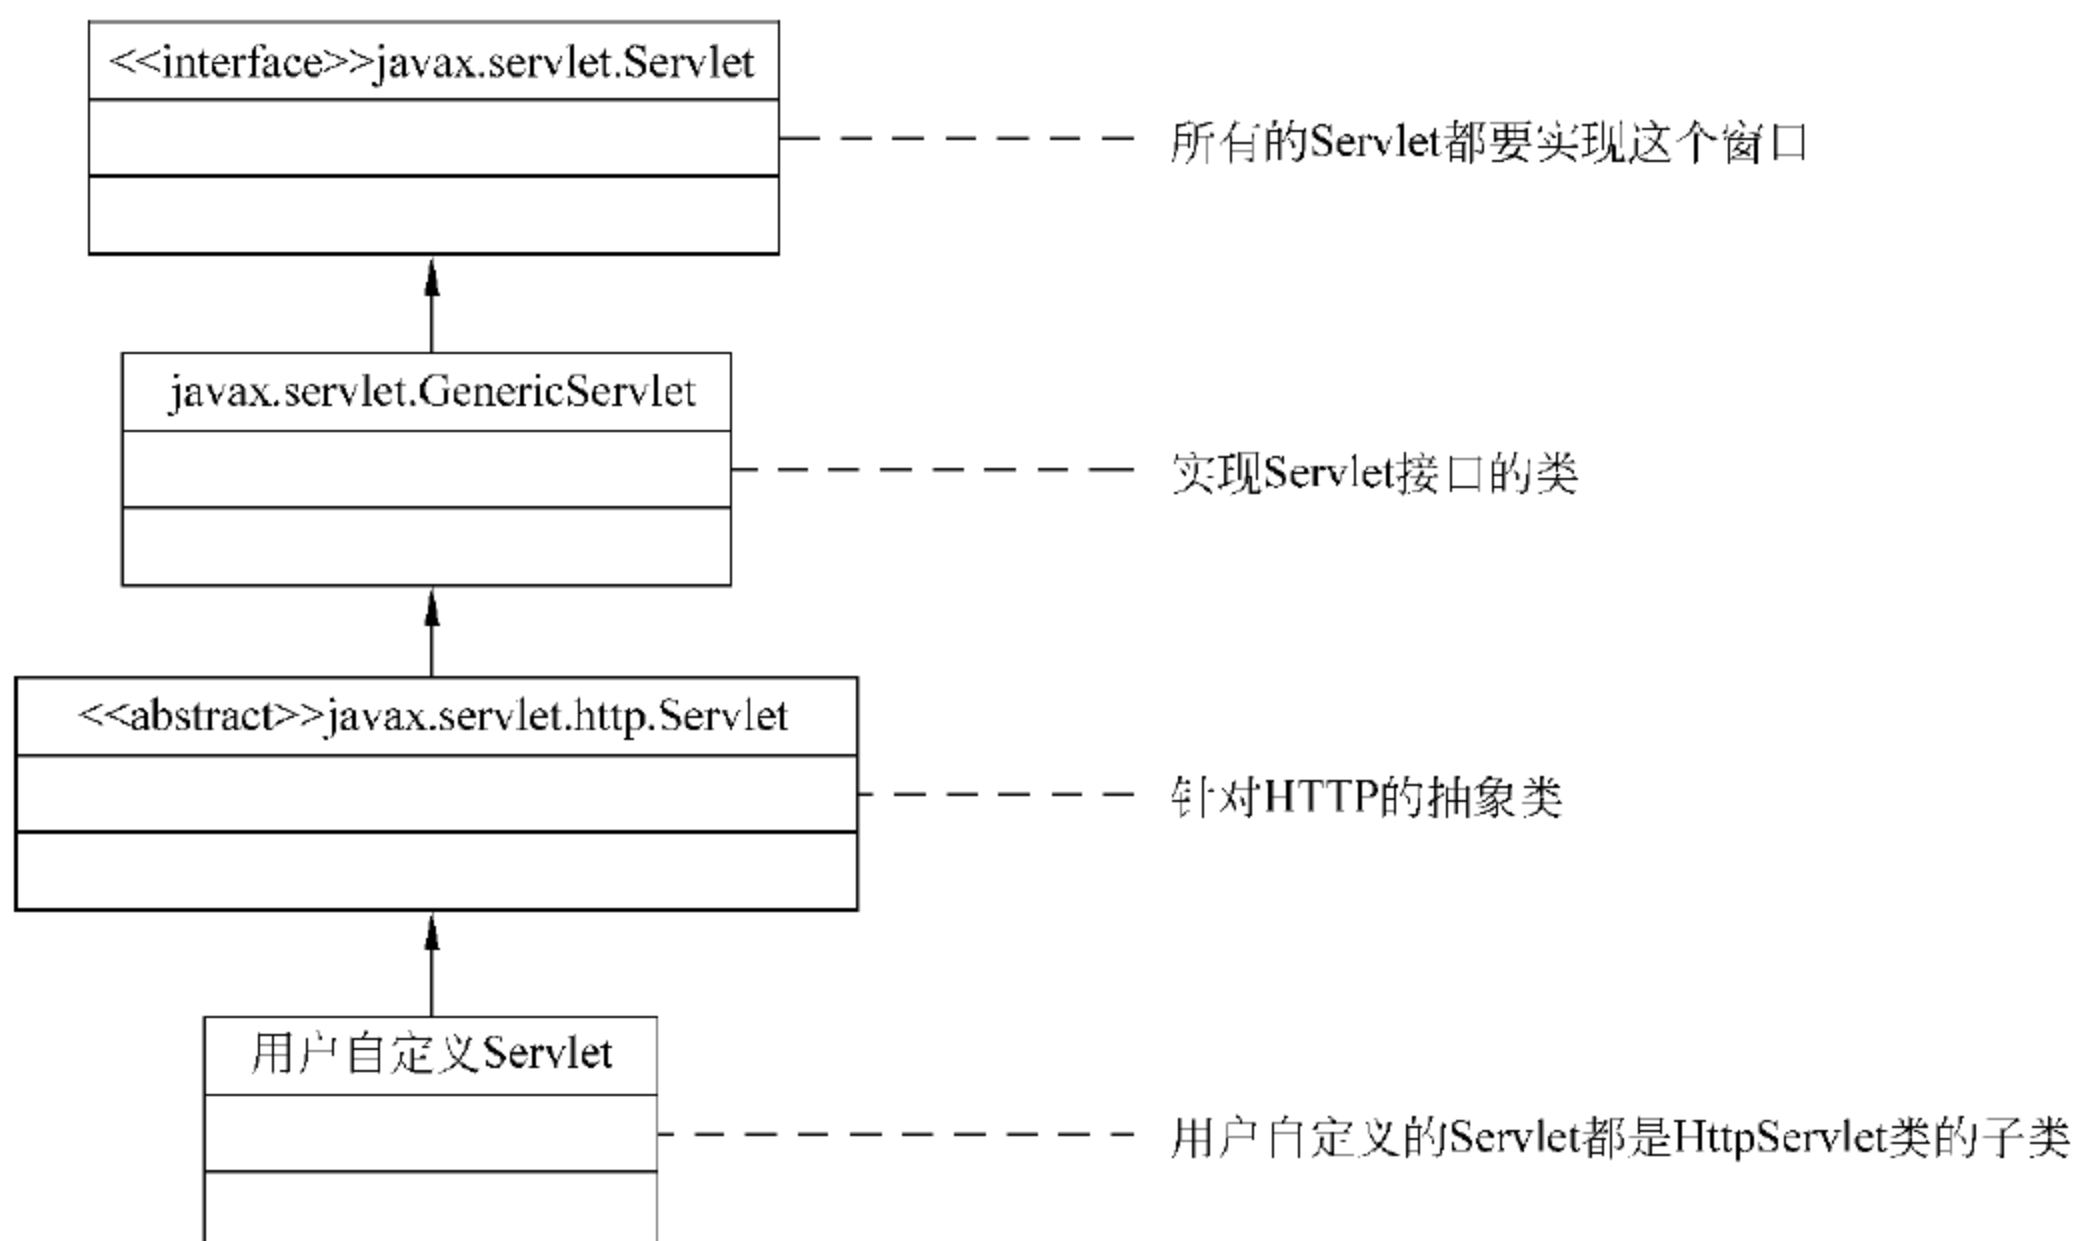 <<interface>>javax.servlet.Servlet
所有的Servlet都要实现这个窗口
javax.servlet.GenericServlet
实现Servlet接口的类
<<abstract>>javax.servlet.http.Servlet
针对HTTP的抽象类
用户自定义Servlet
用户自定义的Servlet都是HttpServlet类的子类